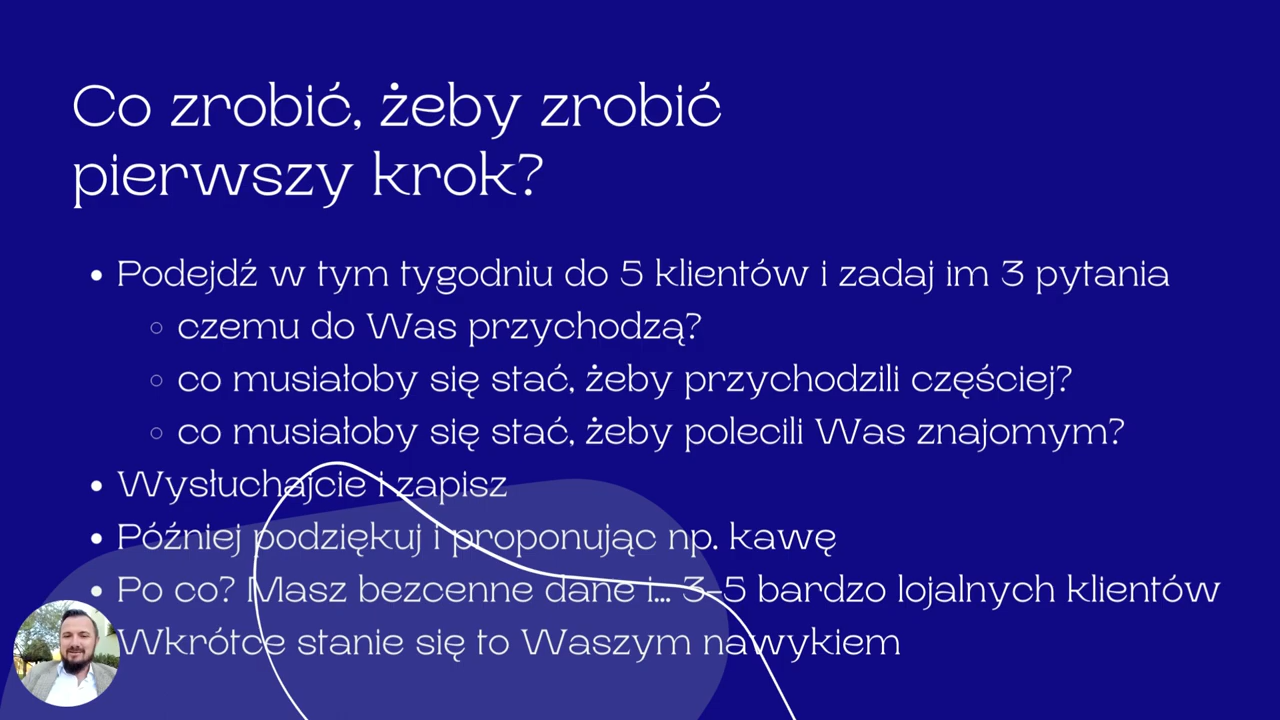 Co zrobić, żeby zrobić
pierwszy krok?
• Podejdź w tym tygodniu do 5 klientów i zadaj im 3 pytania
◦ czemu do Was przychodzą?
◦ co musiałoby się stać, żeby przychodzili częściej?
◦ co musiałoby się stać, żeby polecili Was znajomym?
• Wysłuchajcie i zapisz
• Później podziękuj i proponując np. kawę
• Po co? Masz bezcenne dane i... 3-5 bardzo lojalnych klientów
Wkrótce stanie się to Waszym nawykiem